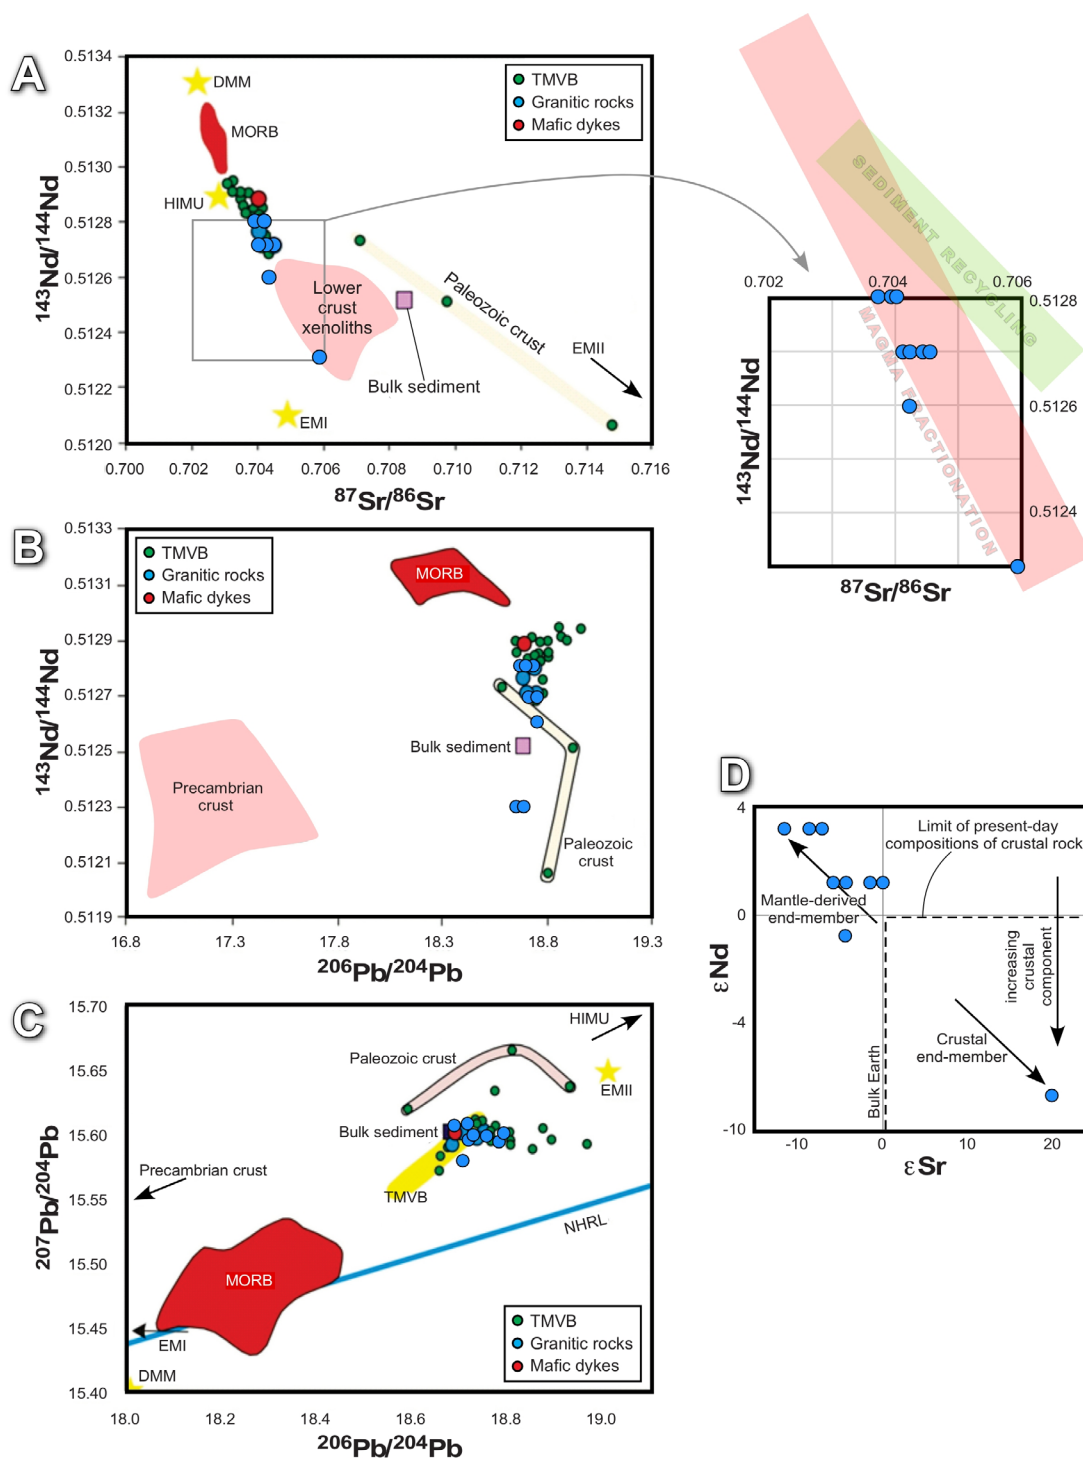 A
0.5134
0.5132
0.5130
0.5128
0.5126
0.5124
0.5122
0.5120
143Nd/144Nd
DMM
MORB
HIMU
TMVB
Granitic rocks
Mafic dykes
Lower
crust
xenoliths
Paleozoic crust
EMII
Bulk sediment
EMI
0.700
0.702
0.704
0.706
0.708
0.710
0.712
0.714
0.716
87Sr/86Sr
SEDIMENT RECYCLING
MAGMA FRACTIONATION
0.702
0.704
0.706
0.5128
0.5126
0.5124
143Nd/144Nd
87Sr/86Sr
B
0.5133
0.5131
0.5129
0.5127
0.5125
0.5123
0.5121
0.5119
143Nd/144Nd
TMVB
Granitic rocks
Mafic dykes
MORB
Bulk sediment
Precambrian
crust
Paleozoic
crust
16.8
17.3
17.8
18.3
18.8
19.3
206Pb/204Pb
C
15.70
15.65
15.60
15.55
15.50
15.45
15.40
207Pb/204Pb
HIMU
Paleozoic crust
EMII
Bulk sediment
Precambrian crust
TMVB
NHRL
MORB
EMI
DMM
TMVB
Granitic rocks
Mafic dykes
18.0
18.2
18.4
18.6
18.8
19.0
206Pb/204Pb
D
4
0
-4
-10
εNd
Limit of present-day
compositions of crustal rock
Mantle-derived
end-member
increasing
crustal
component
Crustal
end-member
Bulk Earth
-10
0
10
20
εSr